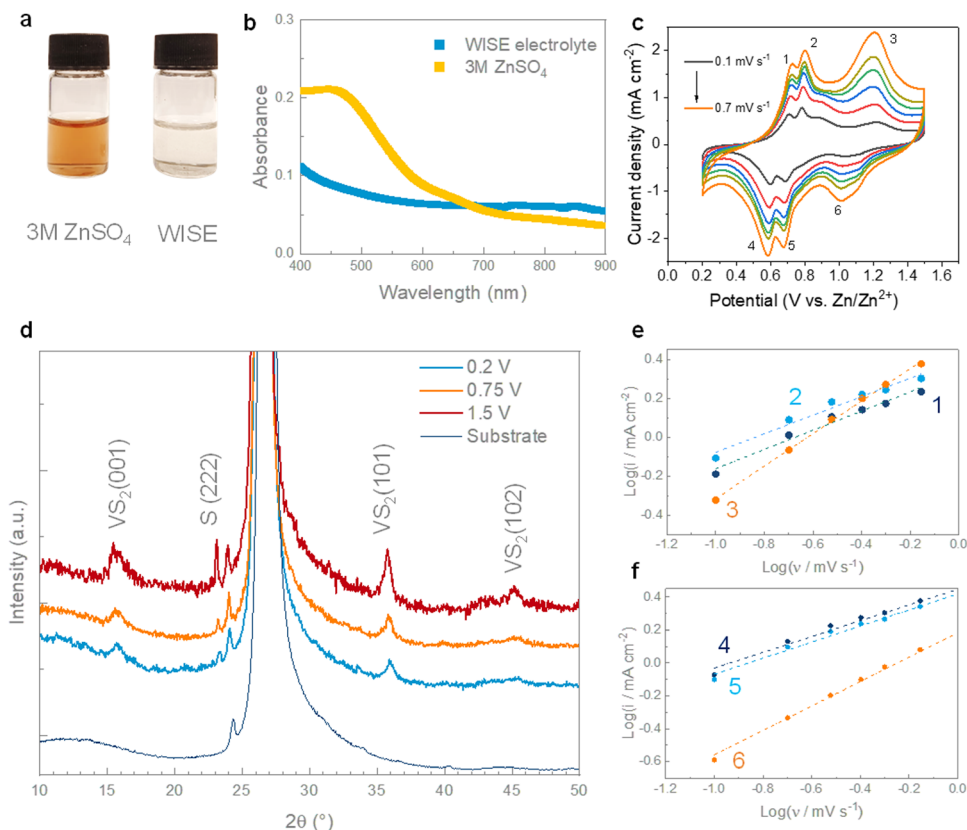 a
3M ZnSO₄ WISE
b
WISE electrolyte
3M ZnSO₄
Absorbance
0.3
0.2
0.1
0.0
400 500 600 700 800 900
Wavelength (nm)
c
0.1 mV s⁻¹
0.7 mV s⁻¹
1 2 3
4 5 6
Current density (mA cm⁻²)
2
1
0
-1
-2
0.2 0.4 0.6 0.8 1.0 1.2 1.4 1.6
Potential (V vs. Zn/Zn²⁺)
d
0.2 V
0.75 V
1.5 V
Substrate
VS₂(001)
S (222)
VS₂(101)
VS₂(102)
Intensity (a.u.)
10 15 20 25 30 35 40 45 50
2θ (°)
e
Log(i / mA cm⁻²)
0.4
0.0
-0.2
-0.4
2
1
3
-1.0 -0.8 -0.6 -0.4 -0.2 0.0
Log(ν / mV s⁻¹)
f
Log(i / mA cm⁻²)
0.4
0.2
0.0
-0.2
-0.4
-0.6
4
5
6
-1.0 -0.8 -0.6 -0.4 -0.2 0.0
Log(ν / mV s⁻¹)